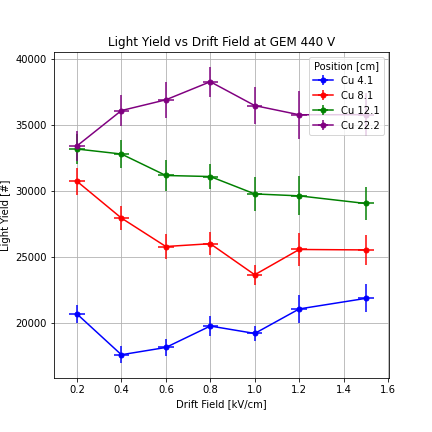 Light Yield vs Drift Field at GEM 440 V
Position [cm]
Cu 4.1
Cu 8.1
Cu 12.1
Cu 22.2
Light Yield [#]
40000
35000
30000
25000
20000
0.2 0.4 0.6 0.8 1.0 1.2 1.4 1.6
Drift Field [kV/cm]